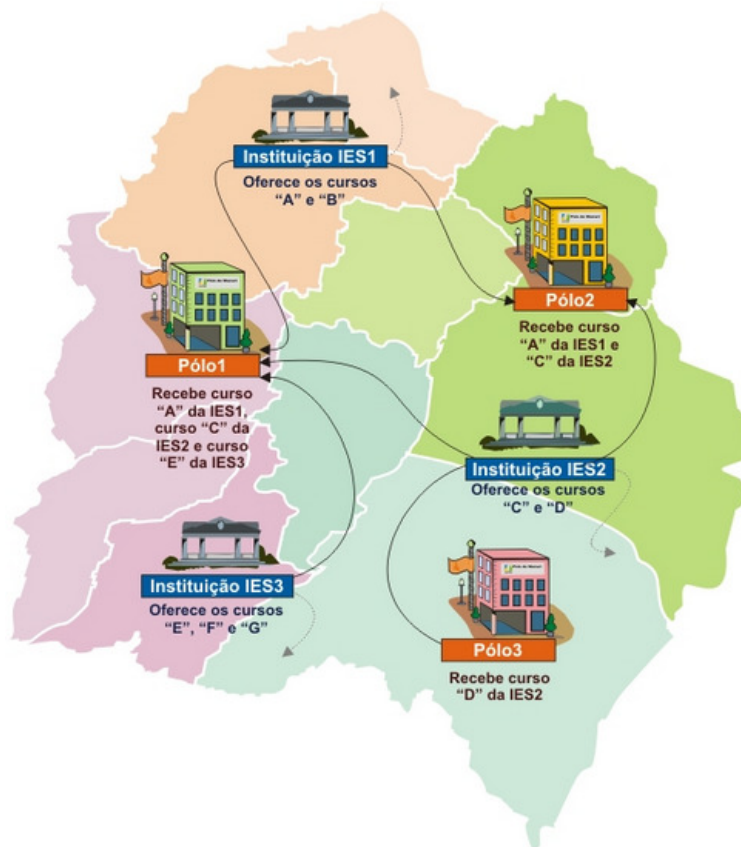 Instituição IES1
Oferece os cursos
“A” e “B”
Pólo2
Recebe curso
“A” da IES1 e
“C” da IES2
Pólo1
Recebe curso
“A” da IES1,
curso “C” da
IES2 e curso
“E” da IES3
Instituição IES2
Oferece os cursos
“C” e “D”
Instituição IES3
Oferece os cursos
“E”, “F” e “G”
Pólo3
Recebe curso
“D” da IES2